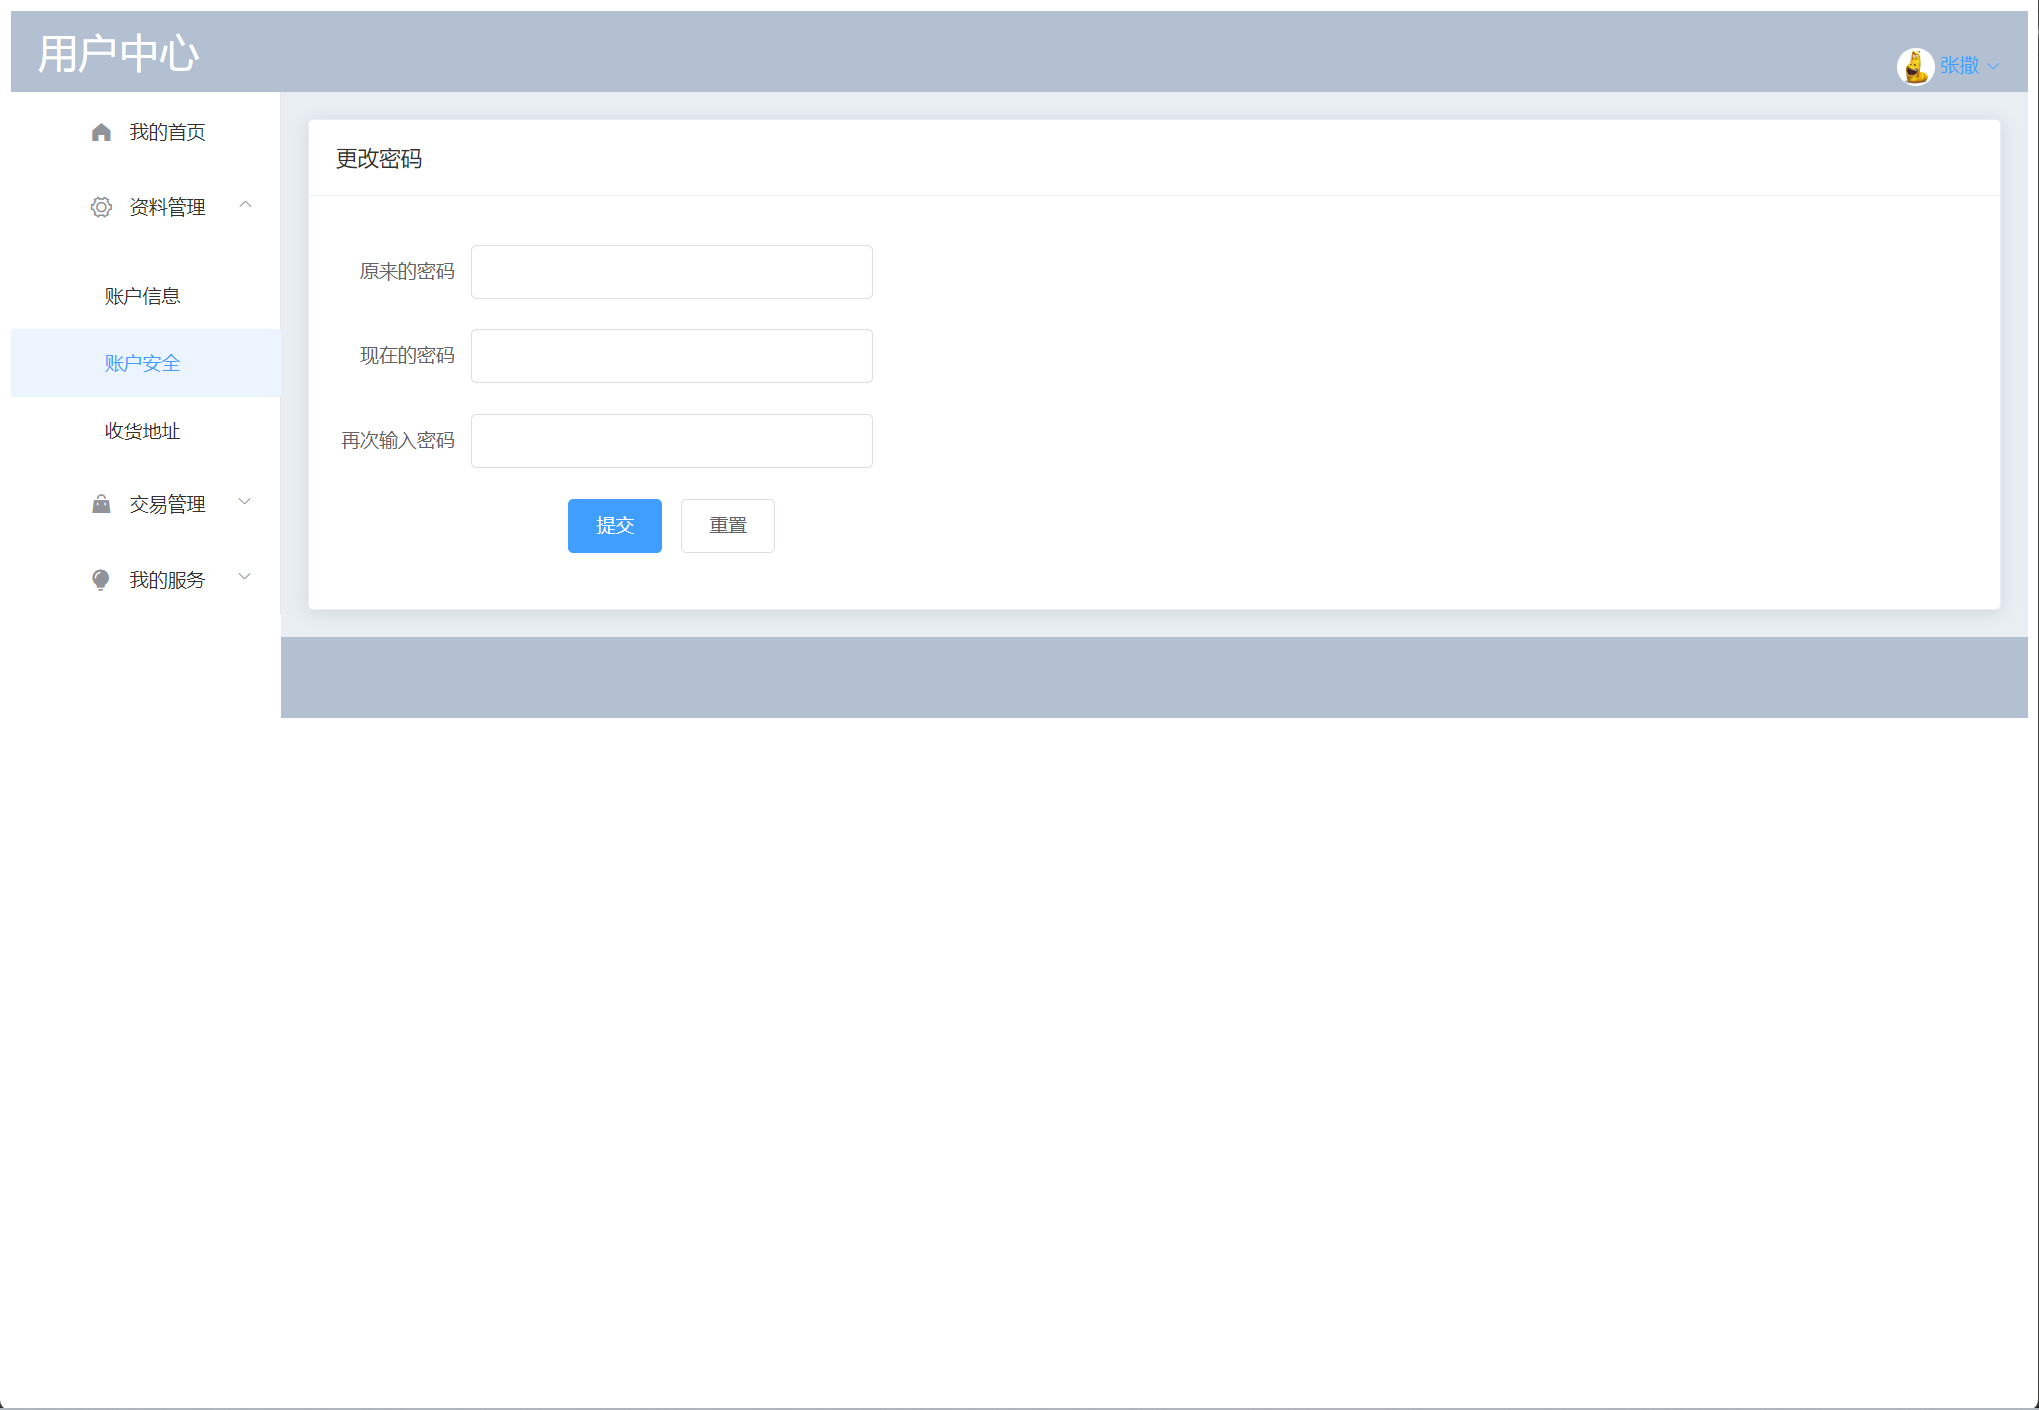 用户中心
张撒
我的首页
资料管理
账户信息
账户安全
收货地址
交易管理
我的服务
更改密码
原来的密码
现在的密码
再次输入密码
提交 重置